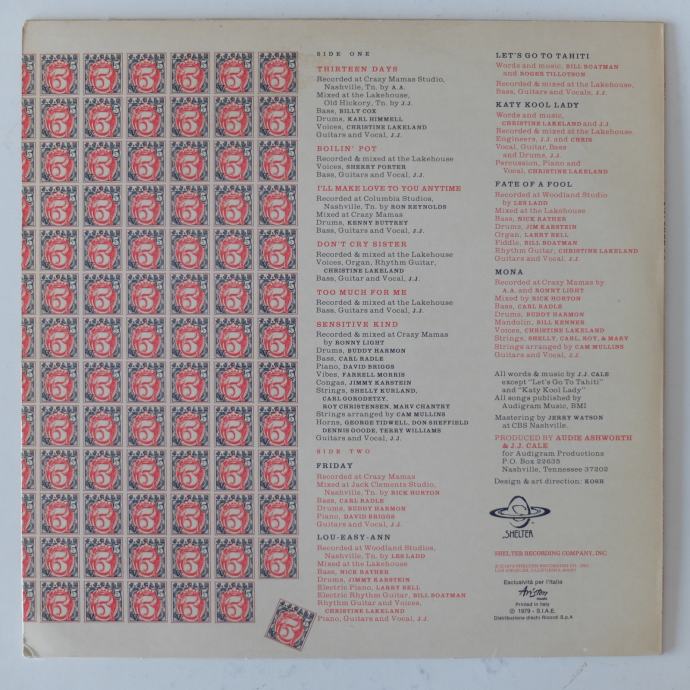 SIDE ONE
THIRTEEN DAYS
Recorded at Crazy Mamas Studio,
Nashville, Tn. by A.A.
Mixed at the Lakehouse,
Old Hickory, Tn. by J.J.
Bass, BILLY COX
Drums, KARL HIMMELL
Voices, CHRISTINE LAKELAND
Guitars and Vocal, J.J.
BOILIN' POT
Recorded & mixed at the Lakehouse
Voices, SHERRY PORTER
Bass, Guitars and Vocal, J.J.
I'LL MAKE LOVE TO YOU ANYTIME
Recorded at Columbia Studios,
Nashville, Tn. by RON REYNOLDS
Mixed at Crazy Mamas
Drums, KENNY BUTTREY
Bass, Guitars and Vocal, J.J.
DON'T CRY SISTER
Recorded & mixed at the Lakehouse
Voices, Organ, Rhythm Guitar,
CHRISTINE LAKELAND
Bass, Guitar and Vocal, J.J.
TOO MUCH FOR ME
Recorded & mixed at the Lakehouse
Bass, Guitars and Vocal, J.J.
SENSITIVE KIND
Recorded & mixed at Crazy Mamas
by RONNY LIGHT
Drums, BUDDY HARMON
Bass, CARL RADLE
Piano, DAVID BRIGGS
Vibes, FARRELL MORRIS
Congas, JIMMY KARSTEIN
Strings, SHELLY KURLAND,
CARL GORODETZY,
ROY CHRISTENSEN, MARV CHANTRY
Strings arranged by CAM MULLINS
Horns, GEORGE TIDWELL, DON SHEFFIELD
DENNIS GOODE, TERRY WILLIAMS
Guitars and Vocal, J.J.
SIDE TWO
FRIDAY
Recorded at Crazy Mamas
Mixed at Jack Clements Studio,
Nashville, Tn. by RICK HORTON
Bass, CARL RADLE
Drums, BUDDY HARMON
Piano, DAVID BRIGGS
Guitars and Vocal, J.J.
LOU-EASY-ANN
Recorded at Woodland Studios,
Nashville, Tn. by LES LADD
Mixed at the Lakehouse
Bass, NICK RATHER
Drums, JIMMY KARSTEIN
Electric Piano, LARRY BELL
Electric Rhythm Guitar, BILL BOATMAN
Rhythm Guitar and Voices,
CHRISTINE LAKELAND
Piano, Guitars and Vocal, J.J.
LET'S GO TO TAHITI
Words and music, BILL BOATMAN
and ROGER TILLOTSON
Recorded & mixed at the Lakehouse,
Bass, Guitars and Vocals, J.J.
KATY KOOL LADY
Words and music,
CHRISTINE LAKELAND and J.J.
Recorded & mixed at the Lakehouse
Engineers, J.J. and CHRIS
Vocal, Guitar, Bass
and Drums, J.J.
Percussion, Piano and
Vocal, CHRISTINE LAKELAND
FATE OF A FOOL
Recorded at Woodland Studio
by LES LADD
Mixed at the Lakehouse
Bass, NICK RATHER
Drums, JIM KARSTEIN
Organ, LARRY BELL
Fiddle, BILL BOATMAN
Rhythm Guitar, CHRISTINE LAKELAND
Guitars and Vocal, J.J.
MONA
Recorded at Crazy Mamas by
A.A. and RONNY LIGHT
Mixed by RICK HORTON
Bass, CARL RADLE
Drums, BUDDY HARMON
Mandolin, BILL KENNER
Voices, CHRISTINE LAKELAND
Strings, SHELLY, CARL, ROY, & MARV
Strings arranged by CAM MULLINS
Guitars and Vocal, J.J.
All words & music by J.J. CALE
except "Let's Go To Tahiti"
and "Katy Kool Lady"
All songs published by
Audigram Music, BMI
Mastering by JERRY WATSON
at CBS Nashville.
PRODUCED BY AUDIE ASHWORTH
& J.J. CALE
for Audigram Productions
P.O. Box 22635
Nashville, Tennessee 37202
Design & art direction: KOSH
SHELTER
SHELTER RECORDING COMPANY, INC.
Esclusività per l'Italia
Ariston
Printed in Italy
© 1979 - S.I.A.E.
Distribuzione dischi Ricordi S.p.A